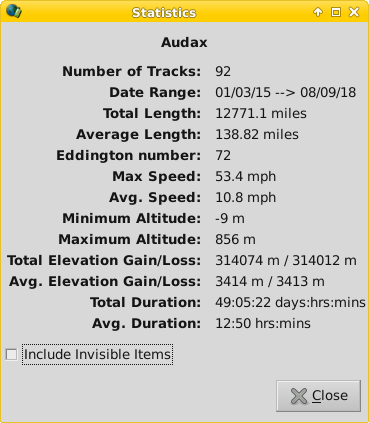 Statistics
Audax
Number of Tracks: 92
Date Range: 01/03/15 --> 08/09/18
Total Length: 12771.1 miles
Average Length: 138.82 miles
Eddington number: 72
Max Speed: 53.4 mph
Avg. Speed: 10.8 mph
Minimum Altitude: -9 m
Maximum Altitude: 856 m
Total Elevation Gain/Loss: 314074 m / 314012 m
Avg. Elevation Gain/Loss: 3414 m / 3413 m
Total Duration: 49:05:22 days:hrs:mins
Avg. Duration: 12:50 hrs:mins
Include Invisible Items
Close